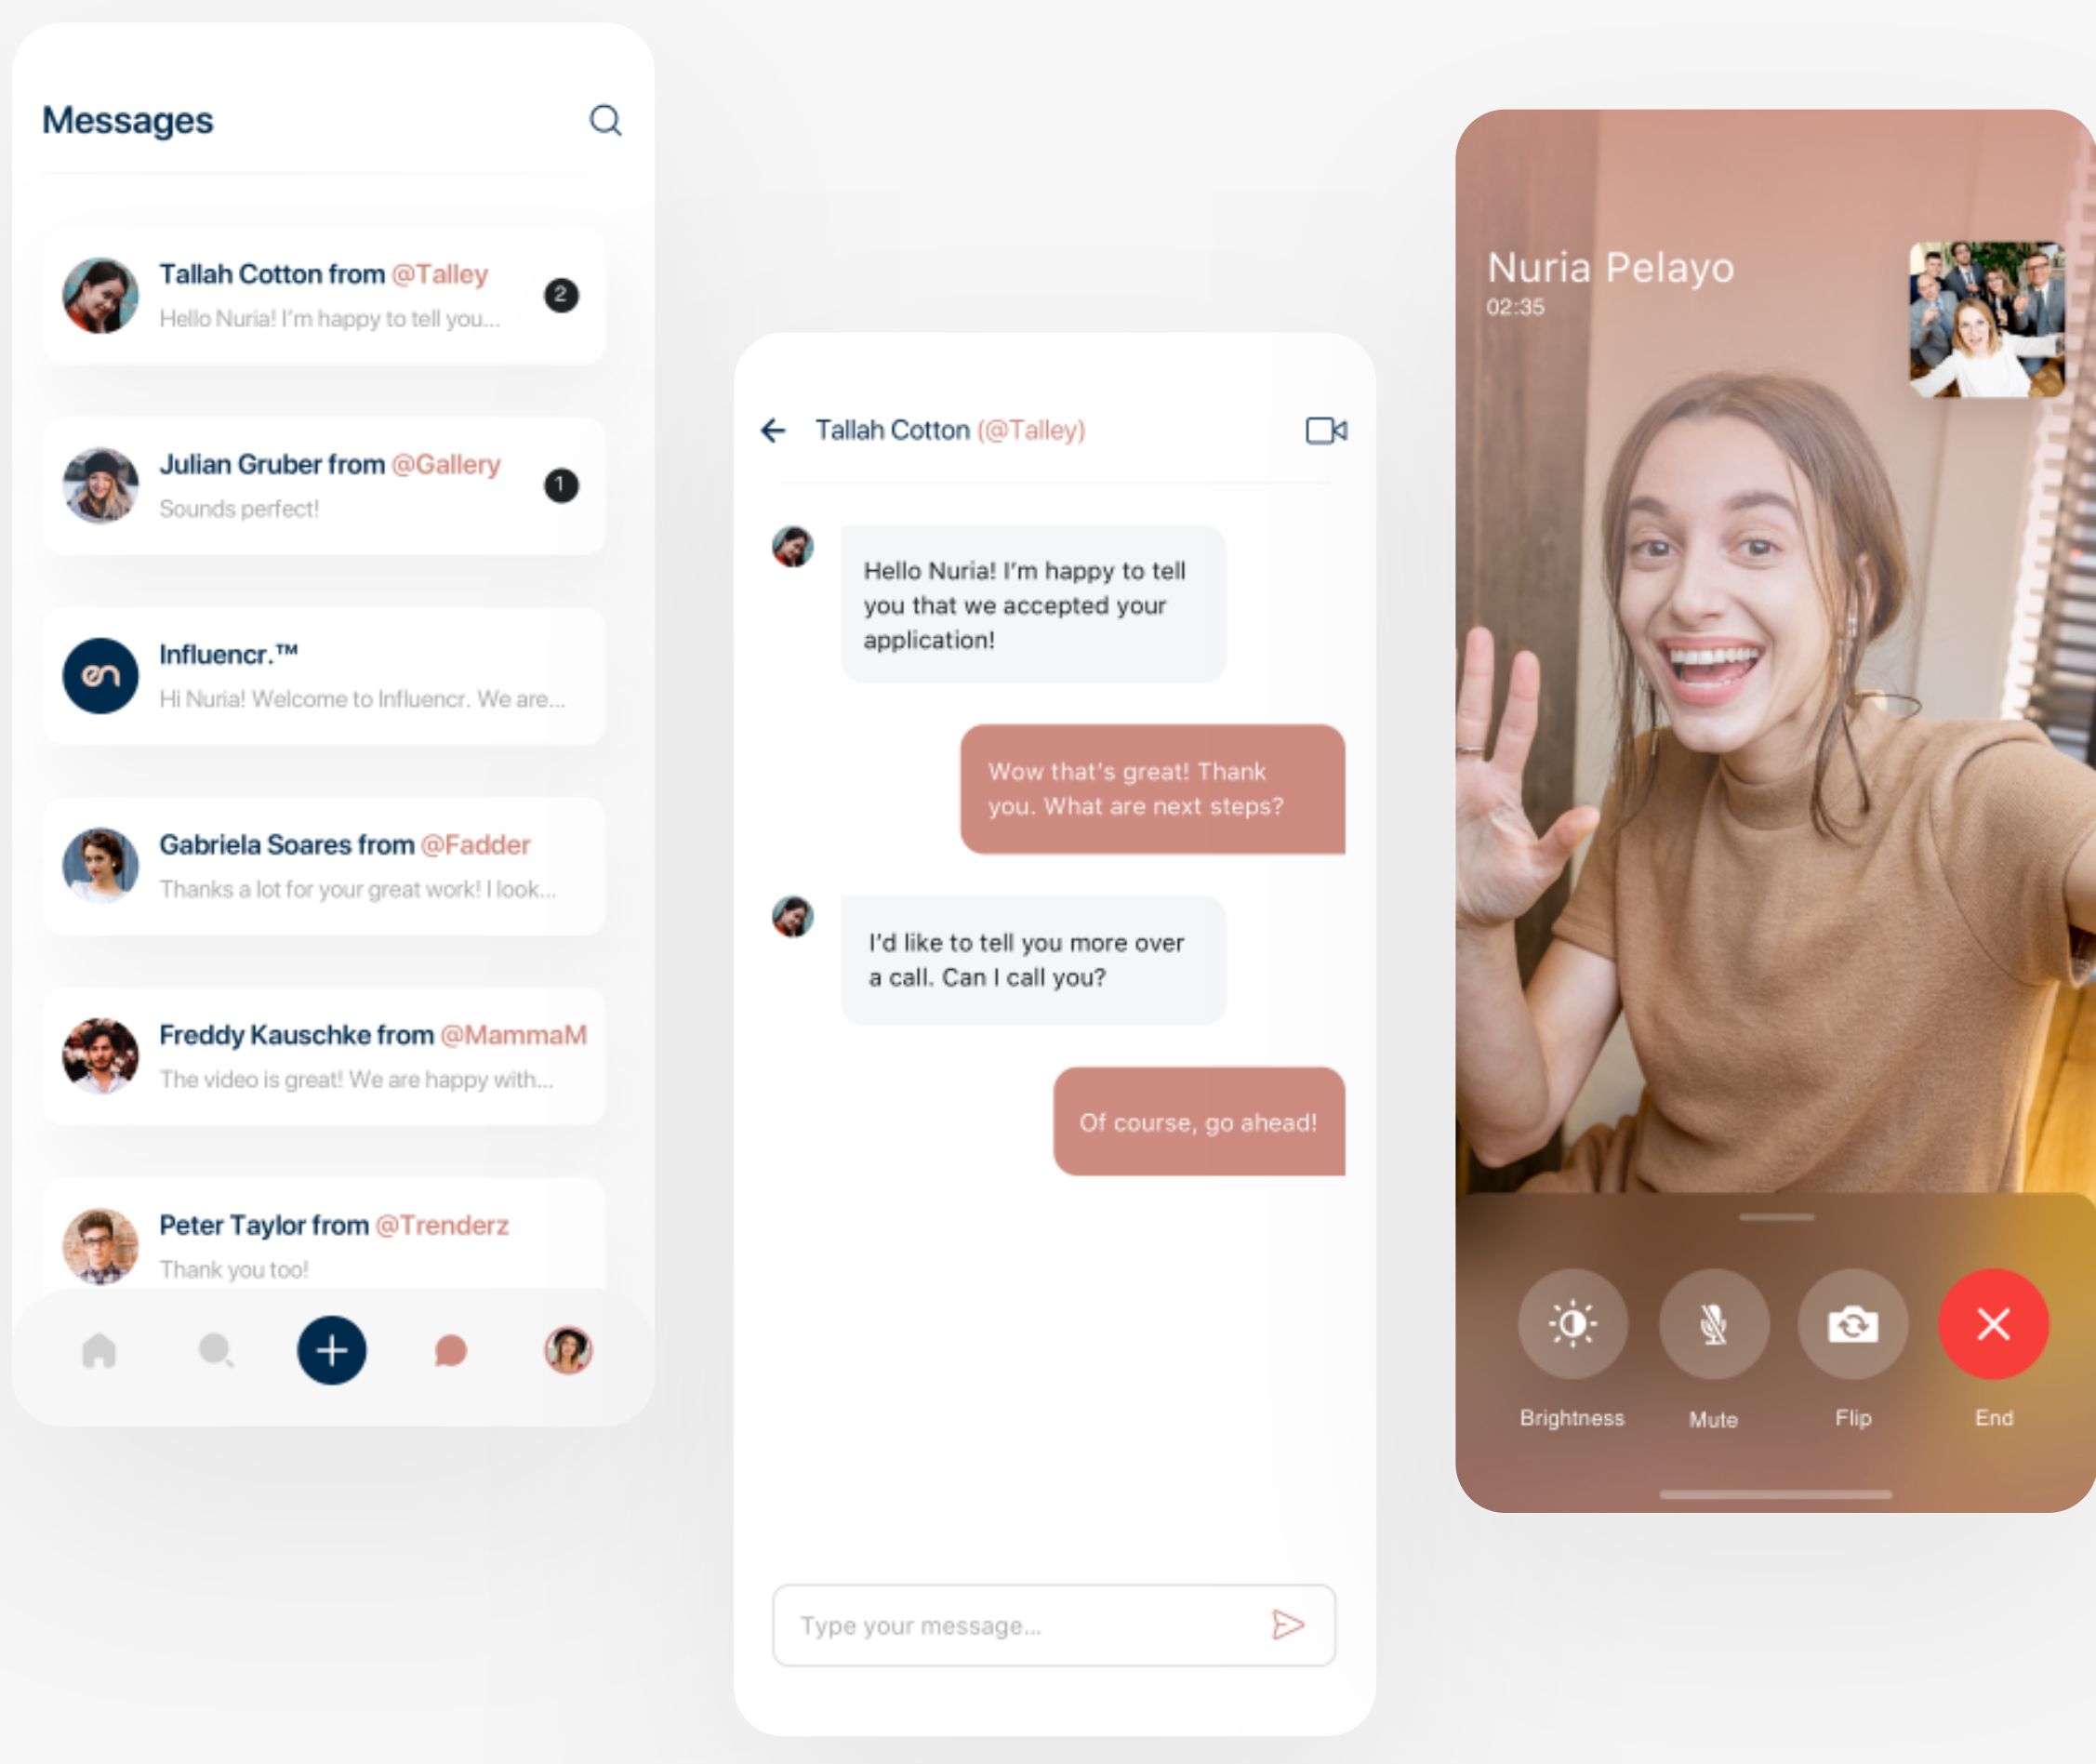 Messages
Tallah Cotton from @Talley
Hello Nuria! I'm happy to tell you...
2
Julian Gruber from @Gallery
Sounds perfect!
1
Influencr.™
Hi Nuria! Welcome to Influencr. We are...
Gabriela Soares from @Fadder
Thanks a lot for your great work! I look...
Freddy Kauschke from @MammaM
The video is great! We are happy with...
Peter Taylor from @Trenderz
Thank you too!
Tallah Cotton (@Talley)
Hello Nuria! I'm happy to tell
you that we accepted your
application!
Wow that's great! Thank
you. What are next steps?
I'd like to tell you more over
a call. Can I call you?
Of course, go ahead!
Type your message...
Nuria Pelayo
02:35
Brightness
Mute
Flip
End